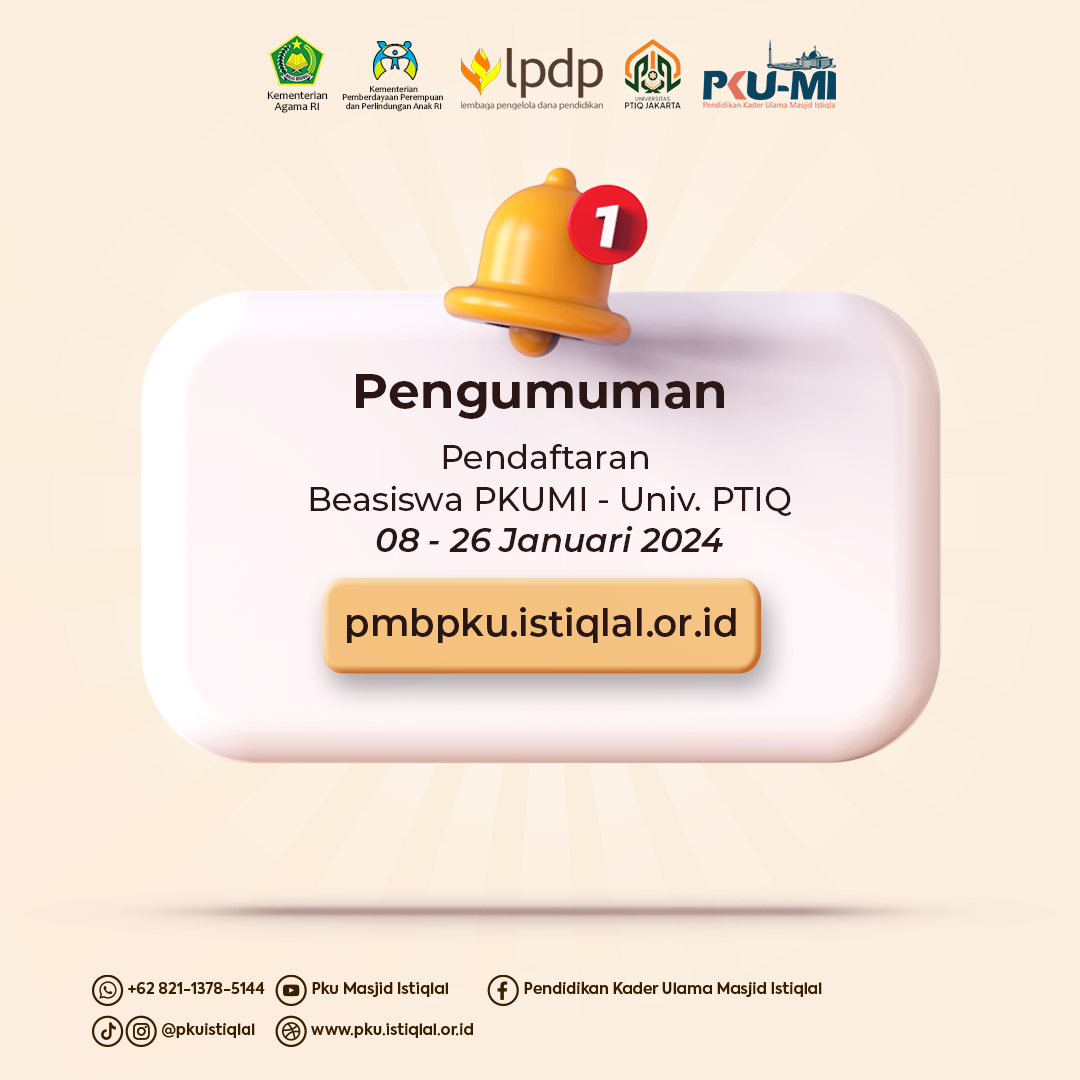 Kementerian
Agama RI
Kementerian
Pemberdayaan Perempuan
dan Perlindungan Anak RI
lpdp
lembaga pengelola dana pendidikan
UNIVERSITAS
PTIQ JAKARTA
PKU-MI
Pendidikan Kader Ulama Masjid Istiqlal
1
Pengumuman
Pendaftaran
Beasiswa PKUMI - Univ. PTIQ
08 - 26 Januari 2024
pmbpku.istiqlal.or.id
+62 821-1378-5144 Pku Masjid Istiqlal Pendidikan Kader Ulama Masjid Istiqlal
@pkuistiqlal www.pku.istiqlal.or.id